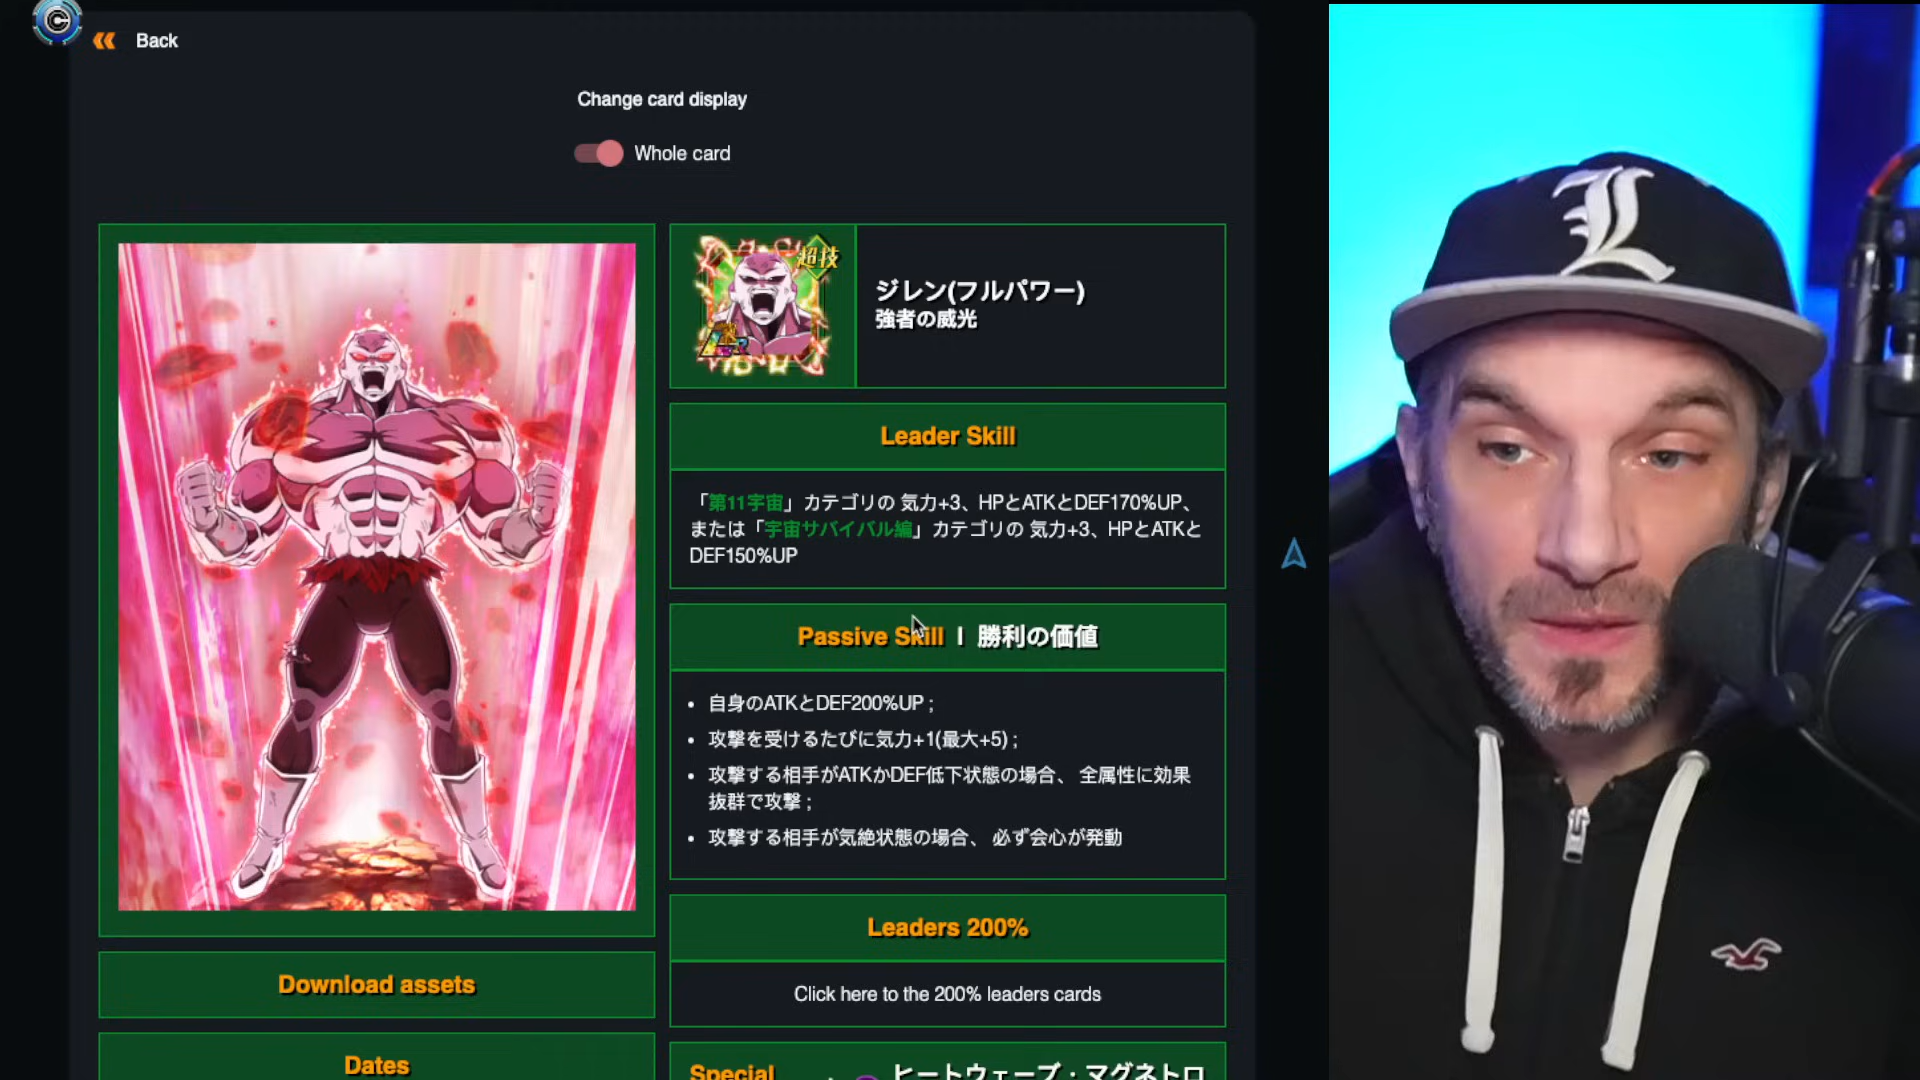 Back
Change card display
Whole card
超技
LR
ジレン(フルパワー)
強者の威光
Leader Skill
「第11宇宙」カテゴリの 気力+3、HPとATKとDEF170%UP、
または「宇宙サバイバル編」カテゴリの 気力+3、HPとATKと
DEF150%UP
Passive Skill | 勝利の価値
• 自身のATKとDEF200%UP ;
• 攻撃を受けるたびに気力+1(最大+5) ;
• 攻撃する相手がATKかDEF低下状態の場合、 全属性に効果
抜群で攻撃 ;
• 攻撃する相手が気絶状態の場合、 必ず会心が発動
Leaders 200%
Click here to the 200% leaders cards
Download assets
Dates
Special
ヒートウェーブ・マグネトロ
L